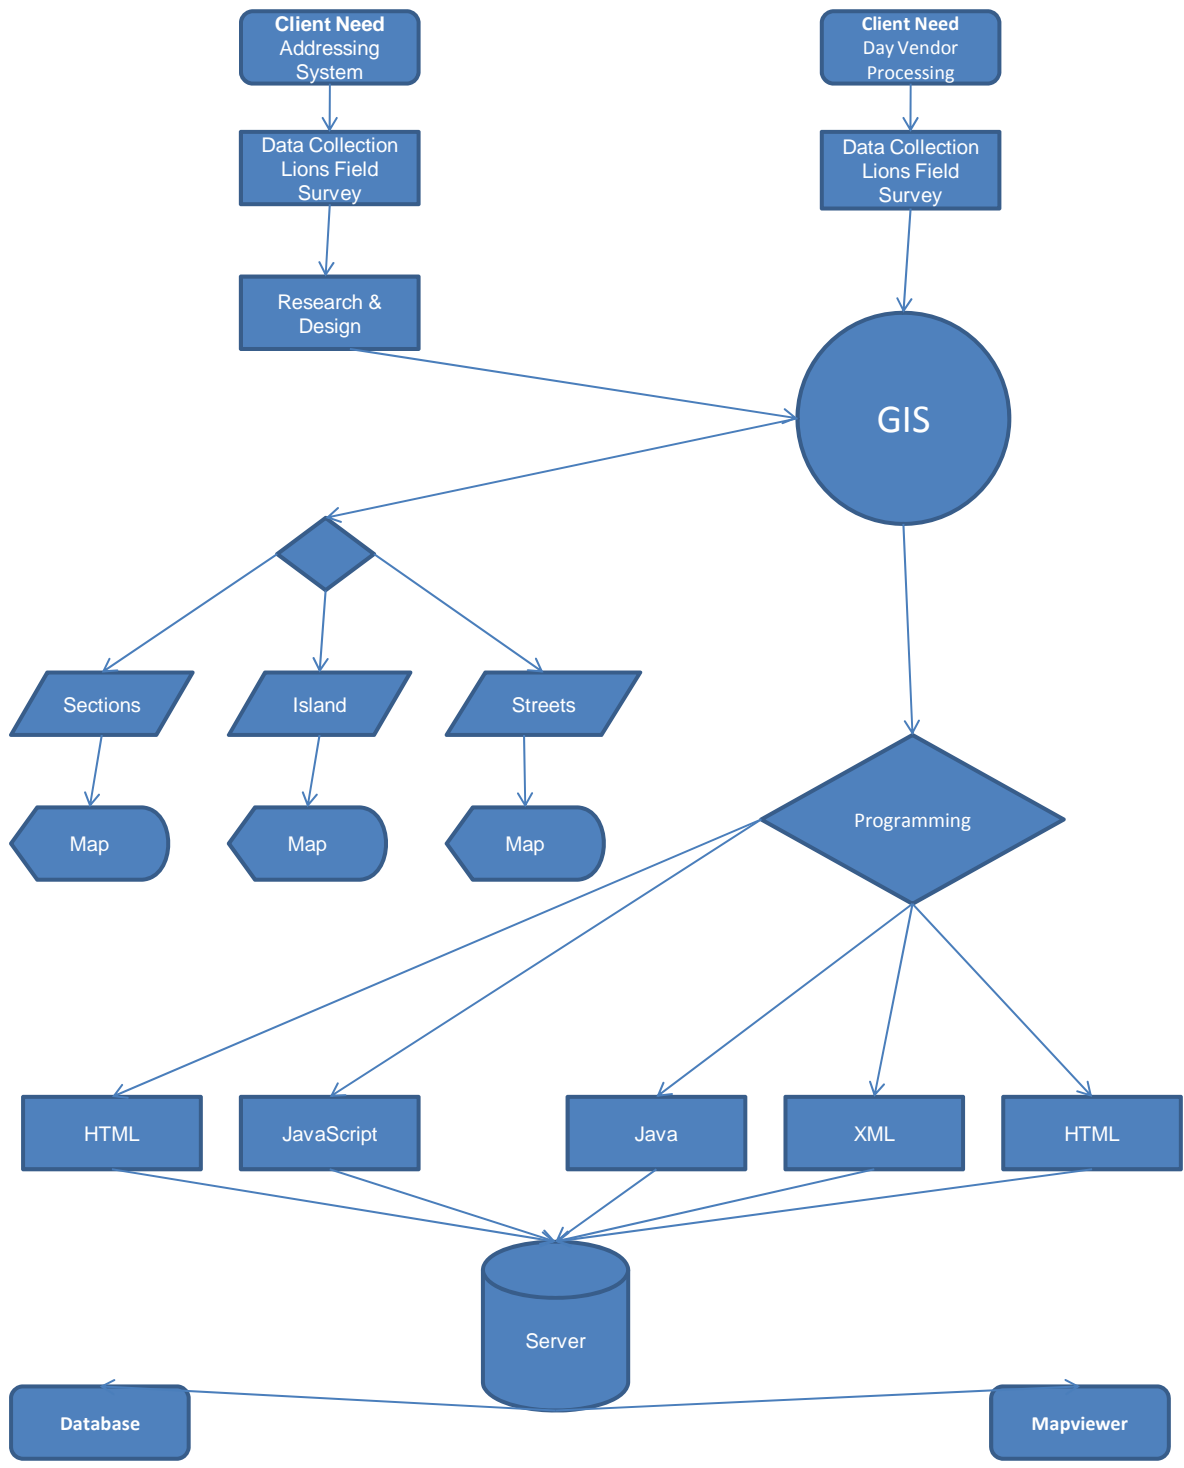 Client Need
Addressing
System
Client Need
Day Vendor
Processing
Data Collection
Lions Field
Survey
Data Collection
Lions Field
Survey
Research &
Design
GIS
Sections
Island
Streets
Map
Map
Map
Programming
HTML
JavaScript
Java
XML
HTML
Server
Database
Mapviewer